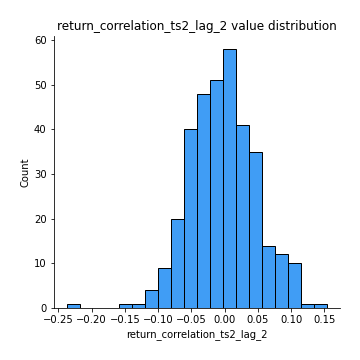 return_correlation_ts2_lag_2 value distribution
60
50
40
30
20
10
0
Count
−0.25 −0.20 −0.15 −0.10 −0.05 0.00 0.05 0.10 0.15
return_correlation_ts2_lag_2